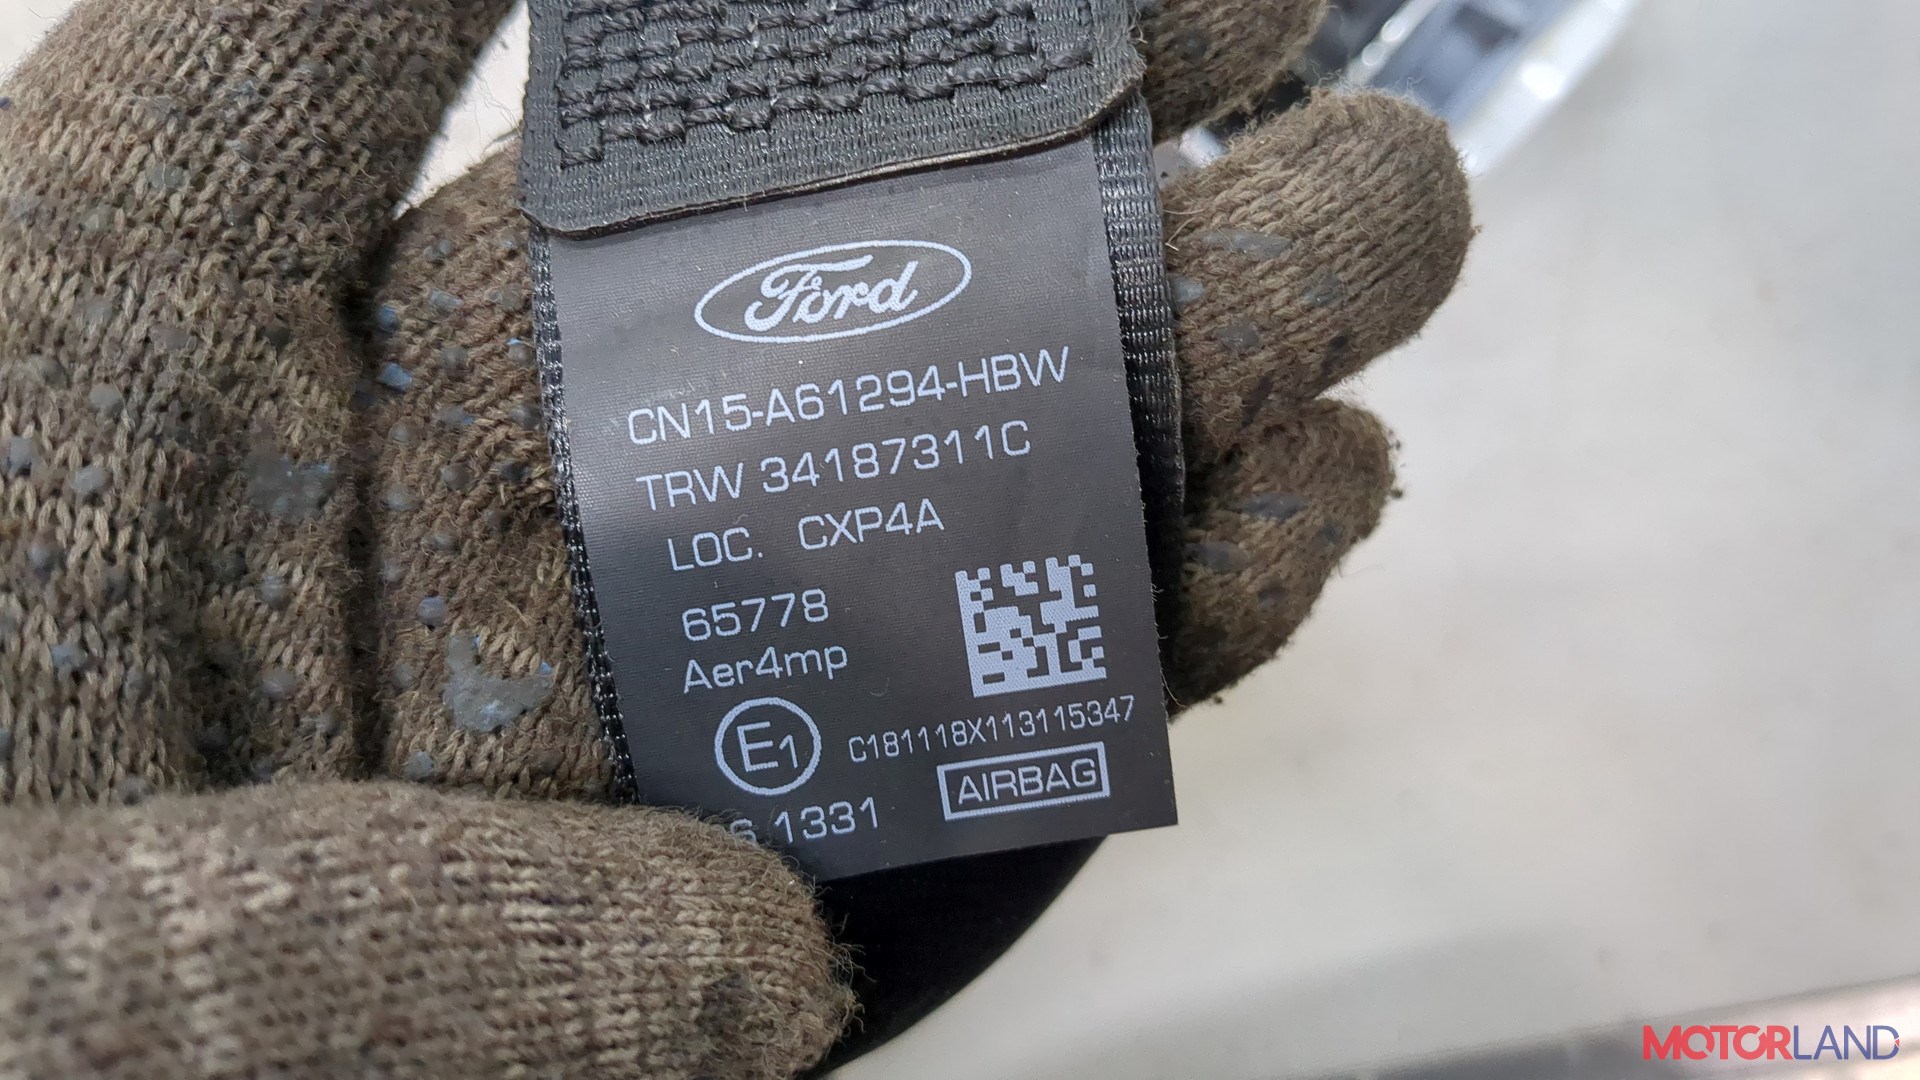 Ford
CN15-A61294-HBW
TRW 34187311C
LOC. CXP4A
65778
Aer4mp
E1
C181118X113115347
AIRBAG
1331
MOTORLAND